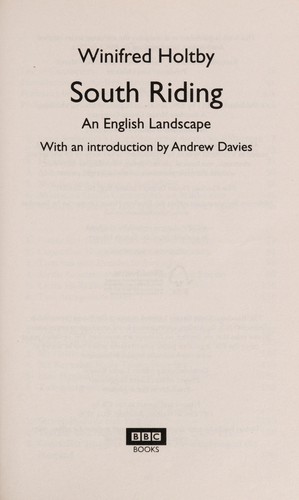 Winifred Holtby
South Riding
An English Landscape
With an introduction by Andrew Davies
BBC
BOOKS